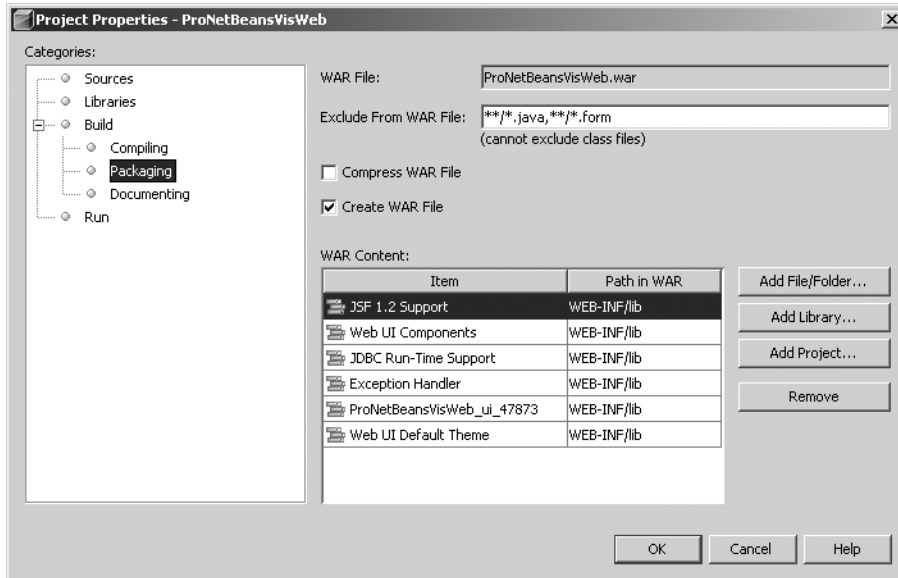 Project Properties - ProNetBeansVisWeb
Categories:
Sources
Libraries
Build
Compiling
Packaging
Documenting
Run
WAR File: ProNetBeansVisWeb.war
Exclude From WAR File: **/*.java,**/*.form
(cannot exclude class files)
Compress WAR File
Create WAR File
WAR Content:
Item Path in WAR
JSF 1.2 Support WEB-INF/lib
Web UI Components WEB-INF/lib
JDBC Run-Time Support WEB-INF/lib
Exception Handler WEB-INF/lib
ProNetBeansVisWeb_ui_47873 WEB-INF/lib
Web UI Default Theme WEB-INF/lib
Add File/Folder...
Add Library...
Add Project...
Remove
OK Cancel Help